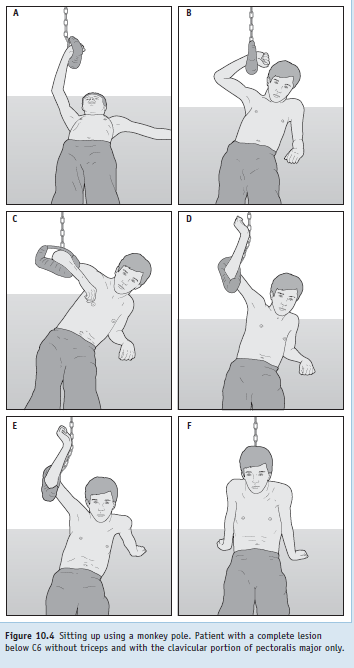 A
B
C
D
E
F
Figure 10.4 Sitting up using a monkey pole. Patient with a complete lesion
below C6 without triceps and with the clavicular portion of pectoralis major only.